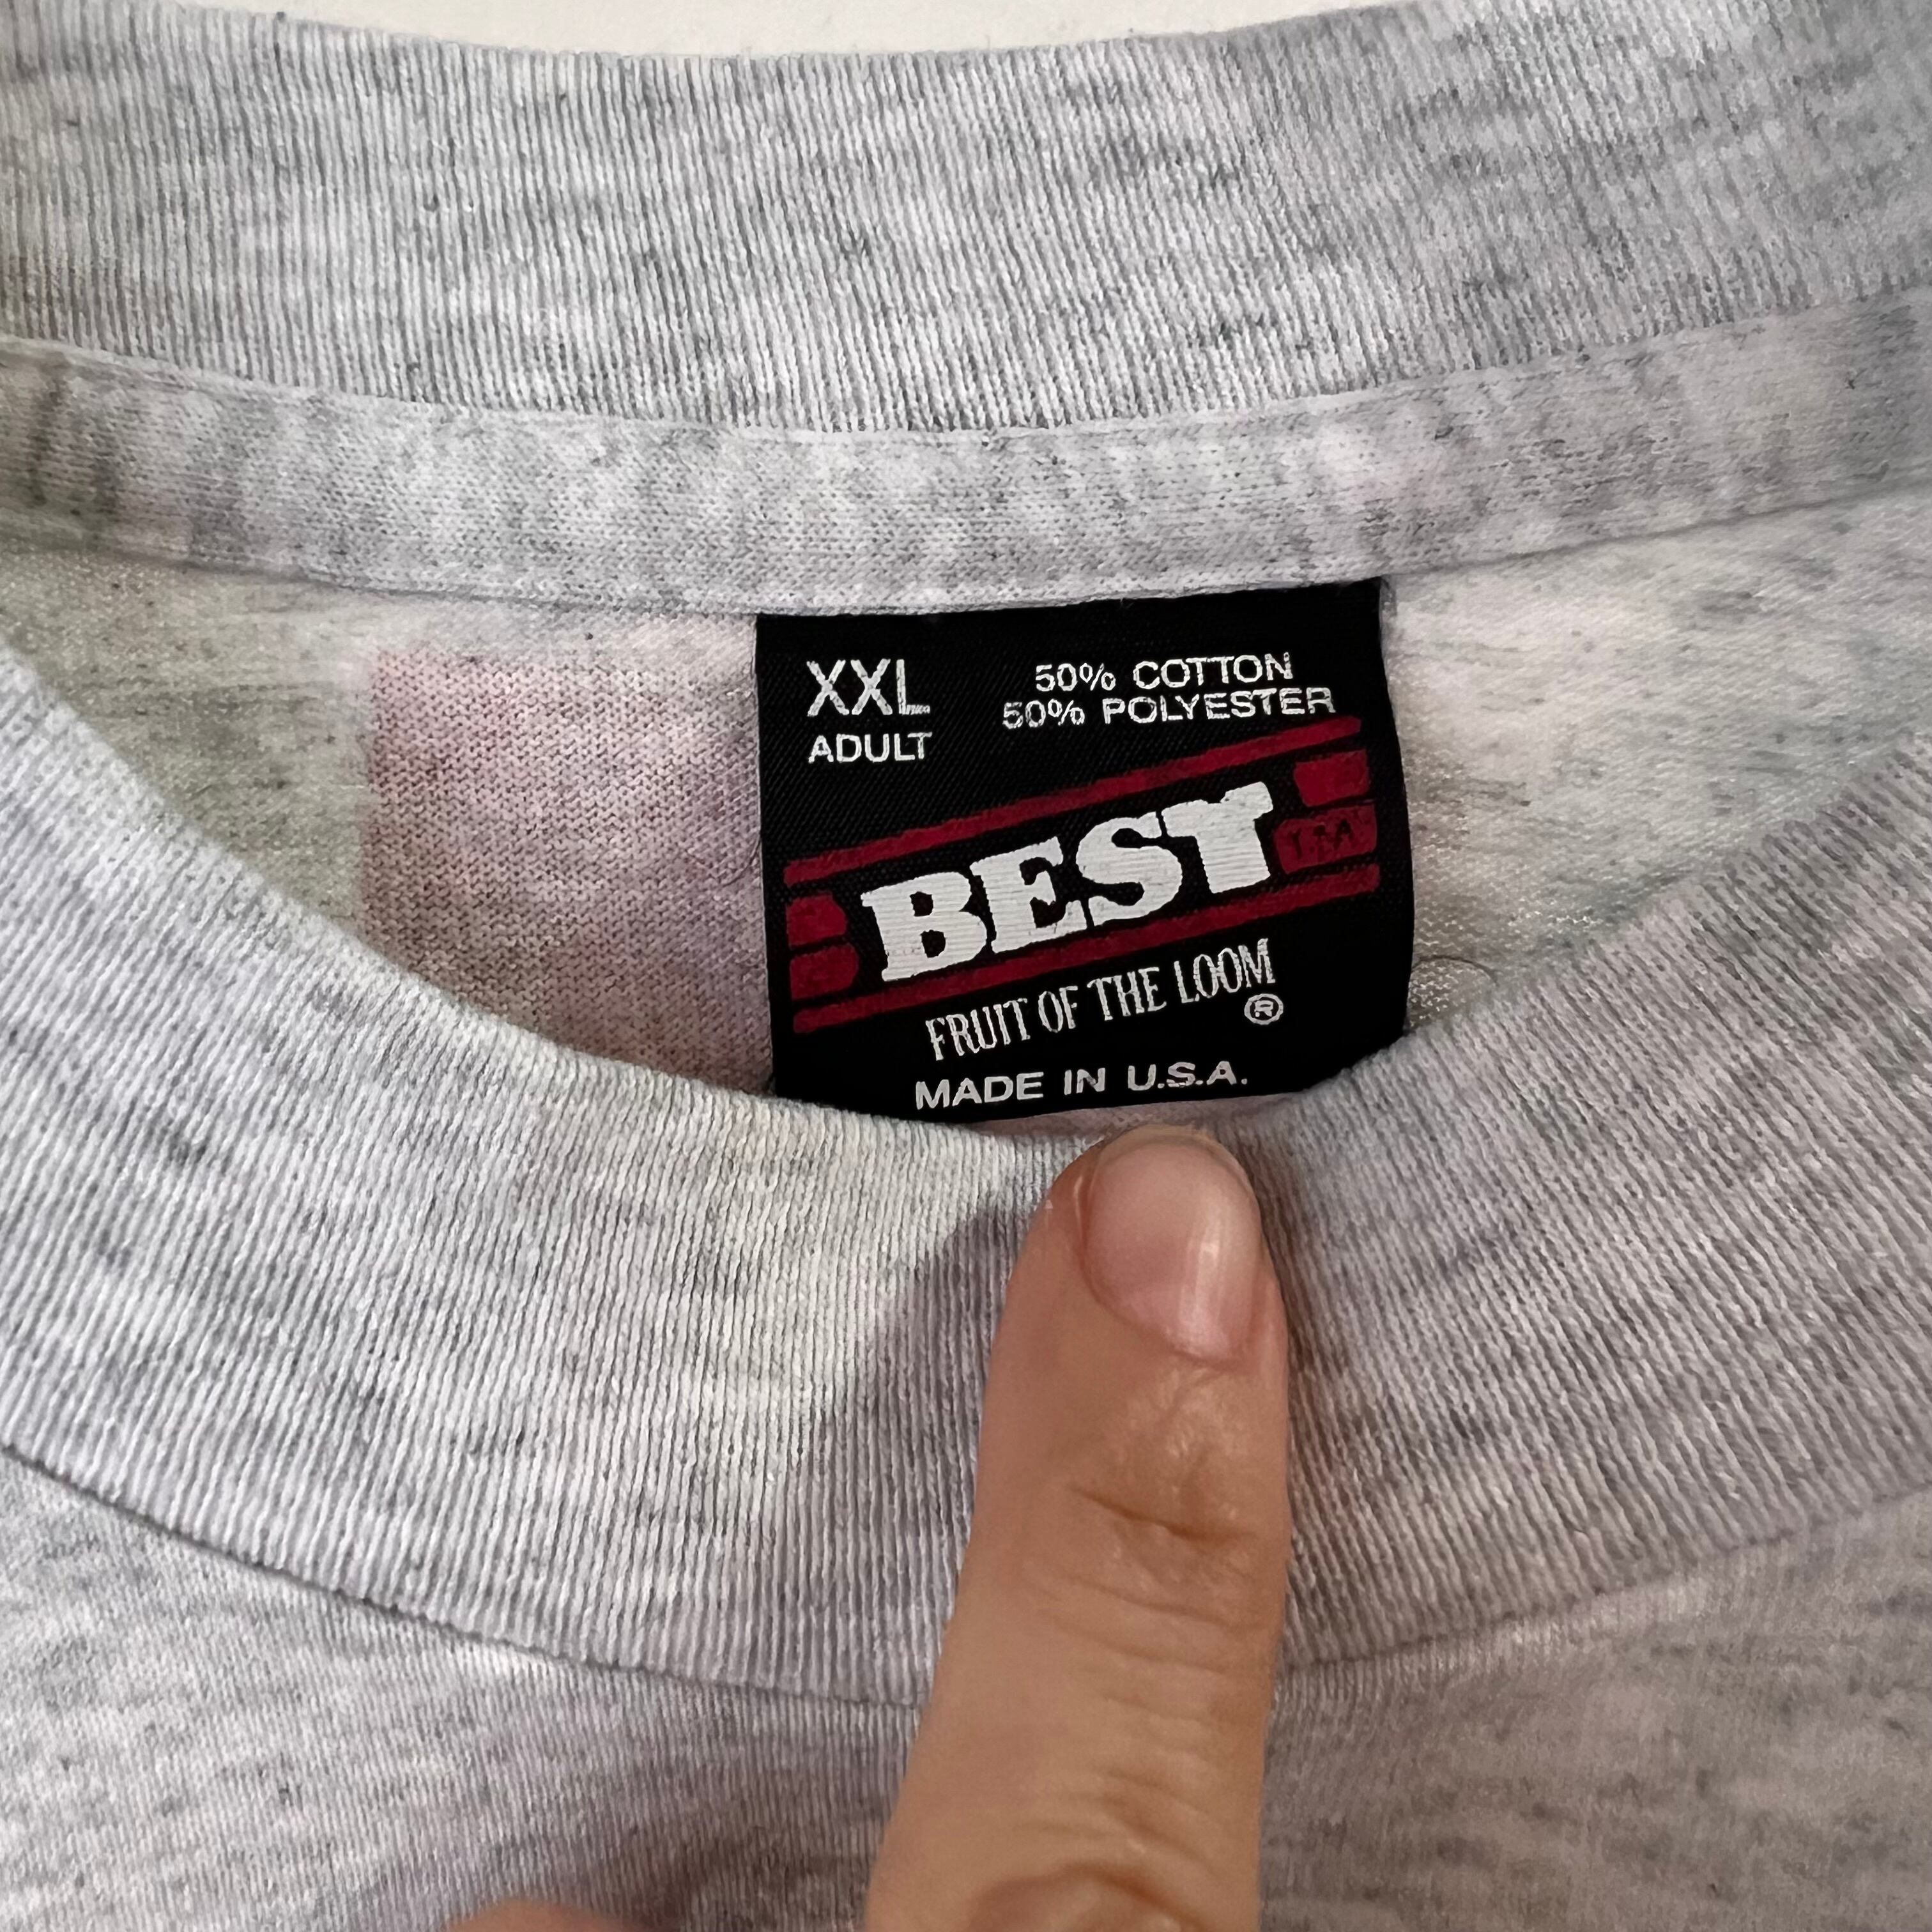 XXL
ADULT
50% COTTON
50% POLYESTER
BEST
FRUIT OF THE LOOM
®
MADE IN U.S.A.